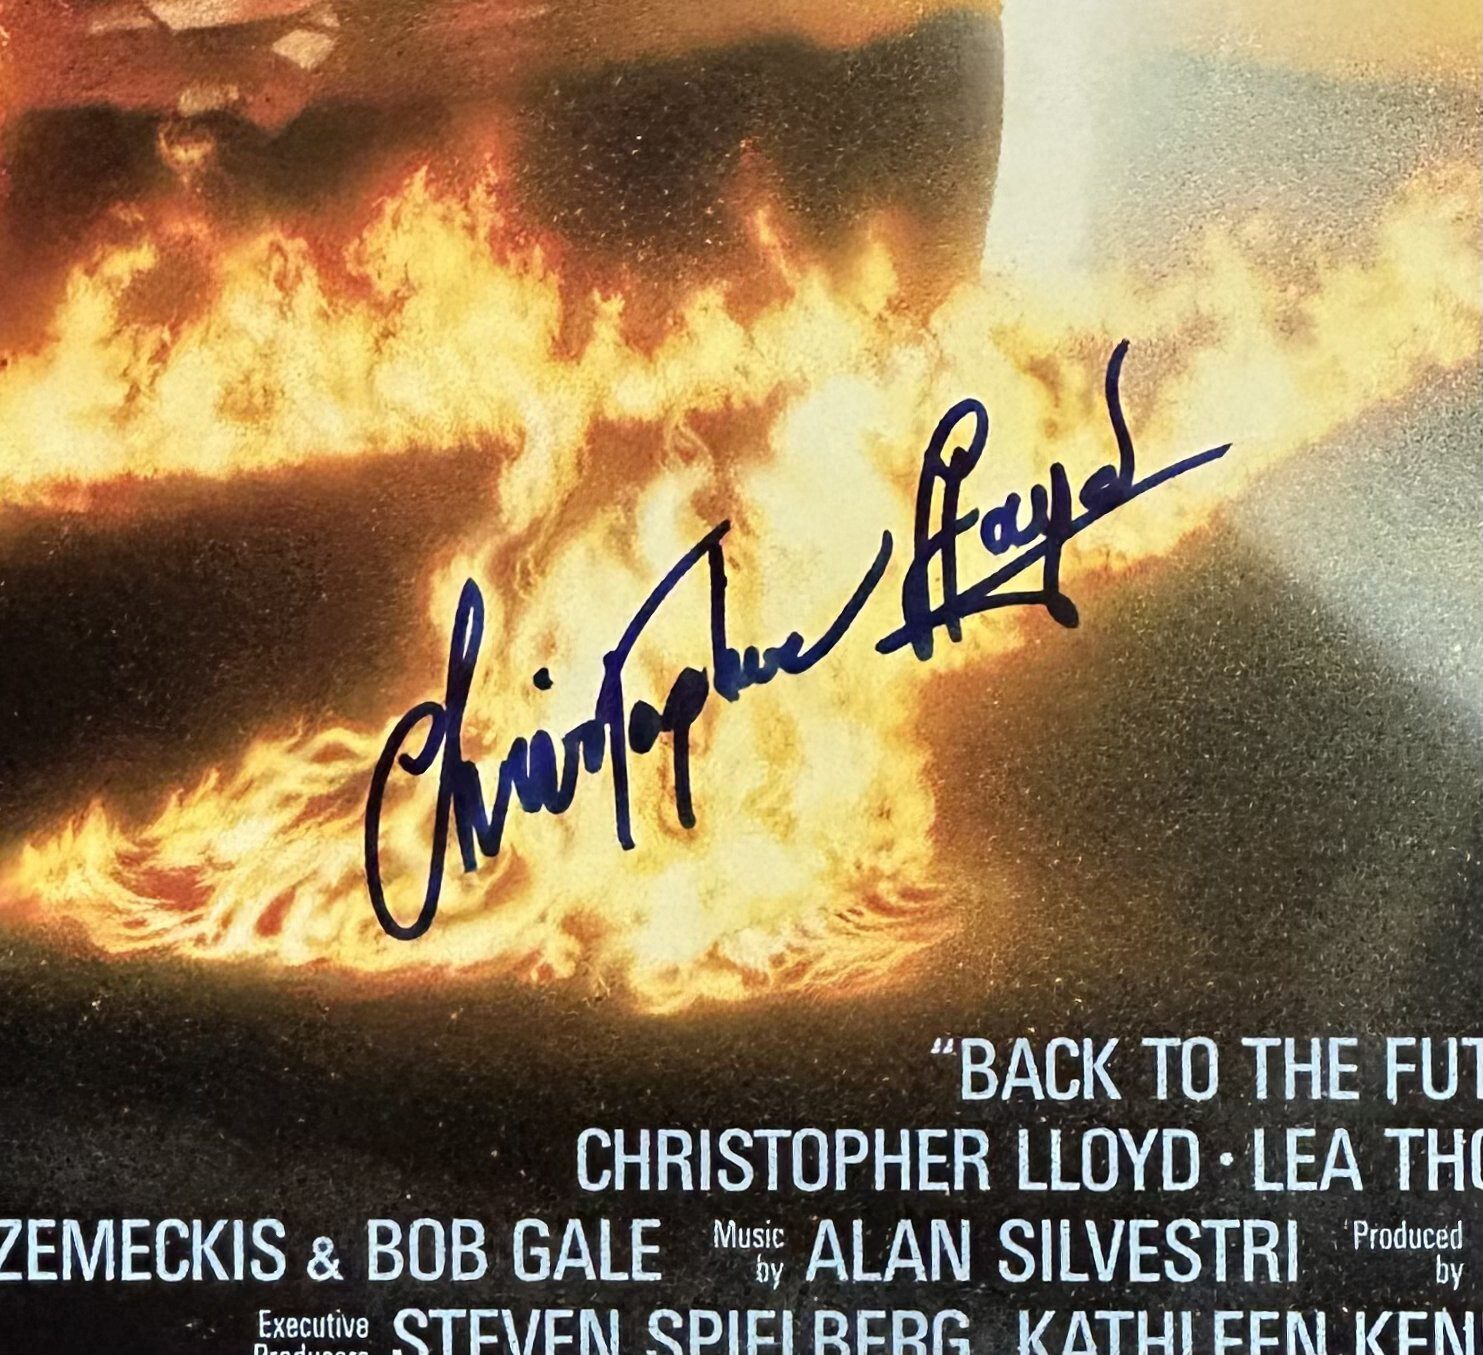 Christopher Lloyd
"BACK TO THE FUT
CHRISTOPHER LLOYD · LEA THO
ZEMECKIS & BOB GALE Music by ALAN SILVESTRI Produced by
Executive Producers STEVEN SPIELBERG KATHLEEN KEN